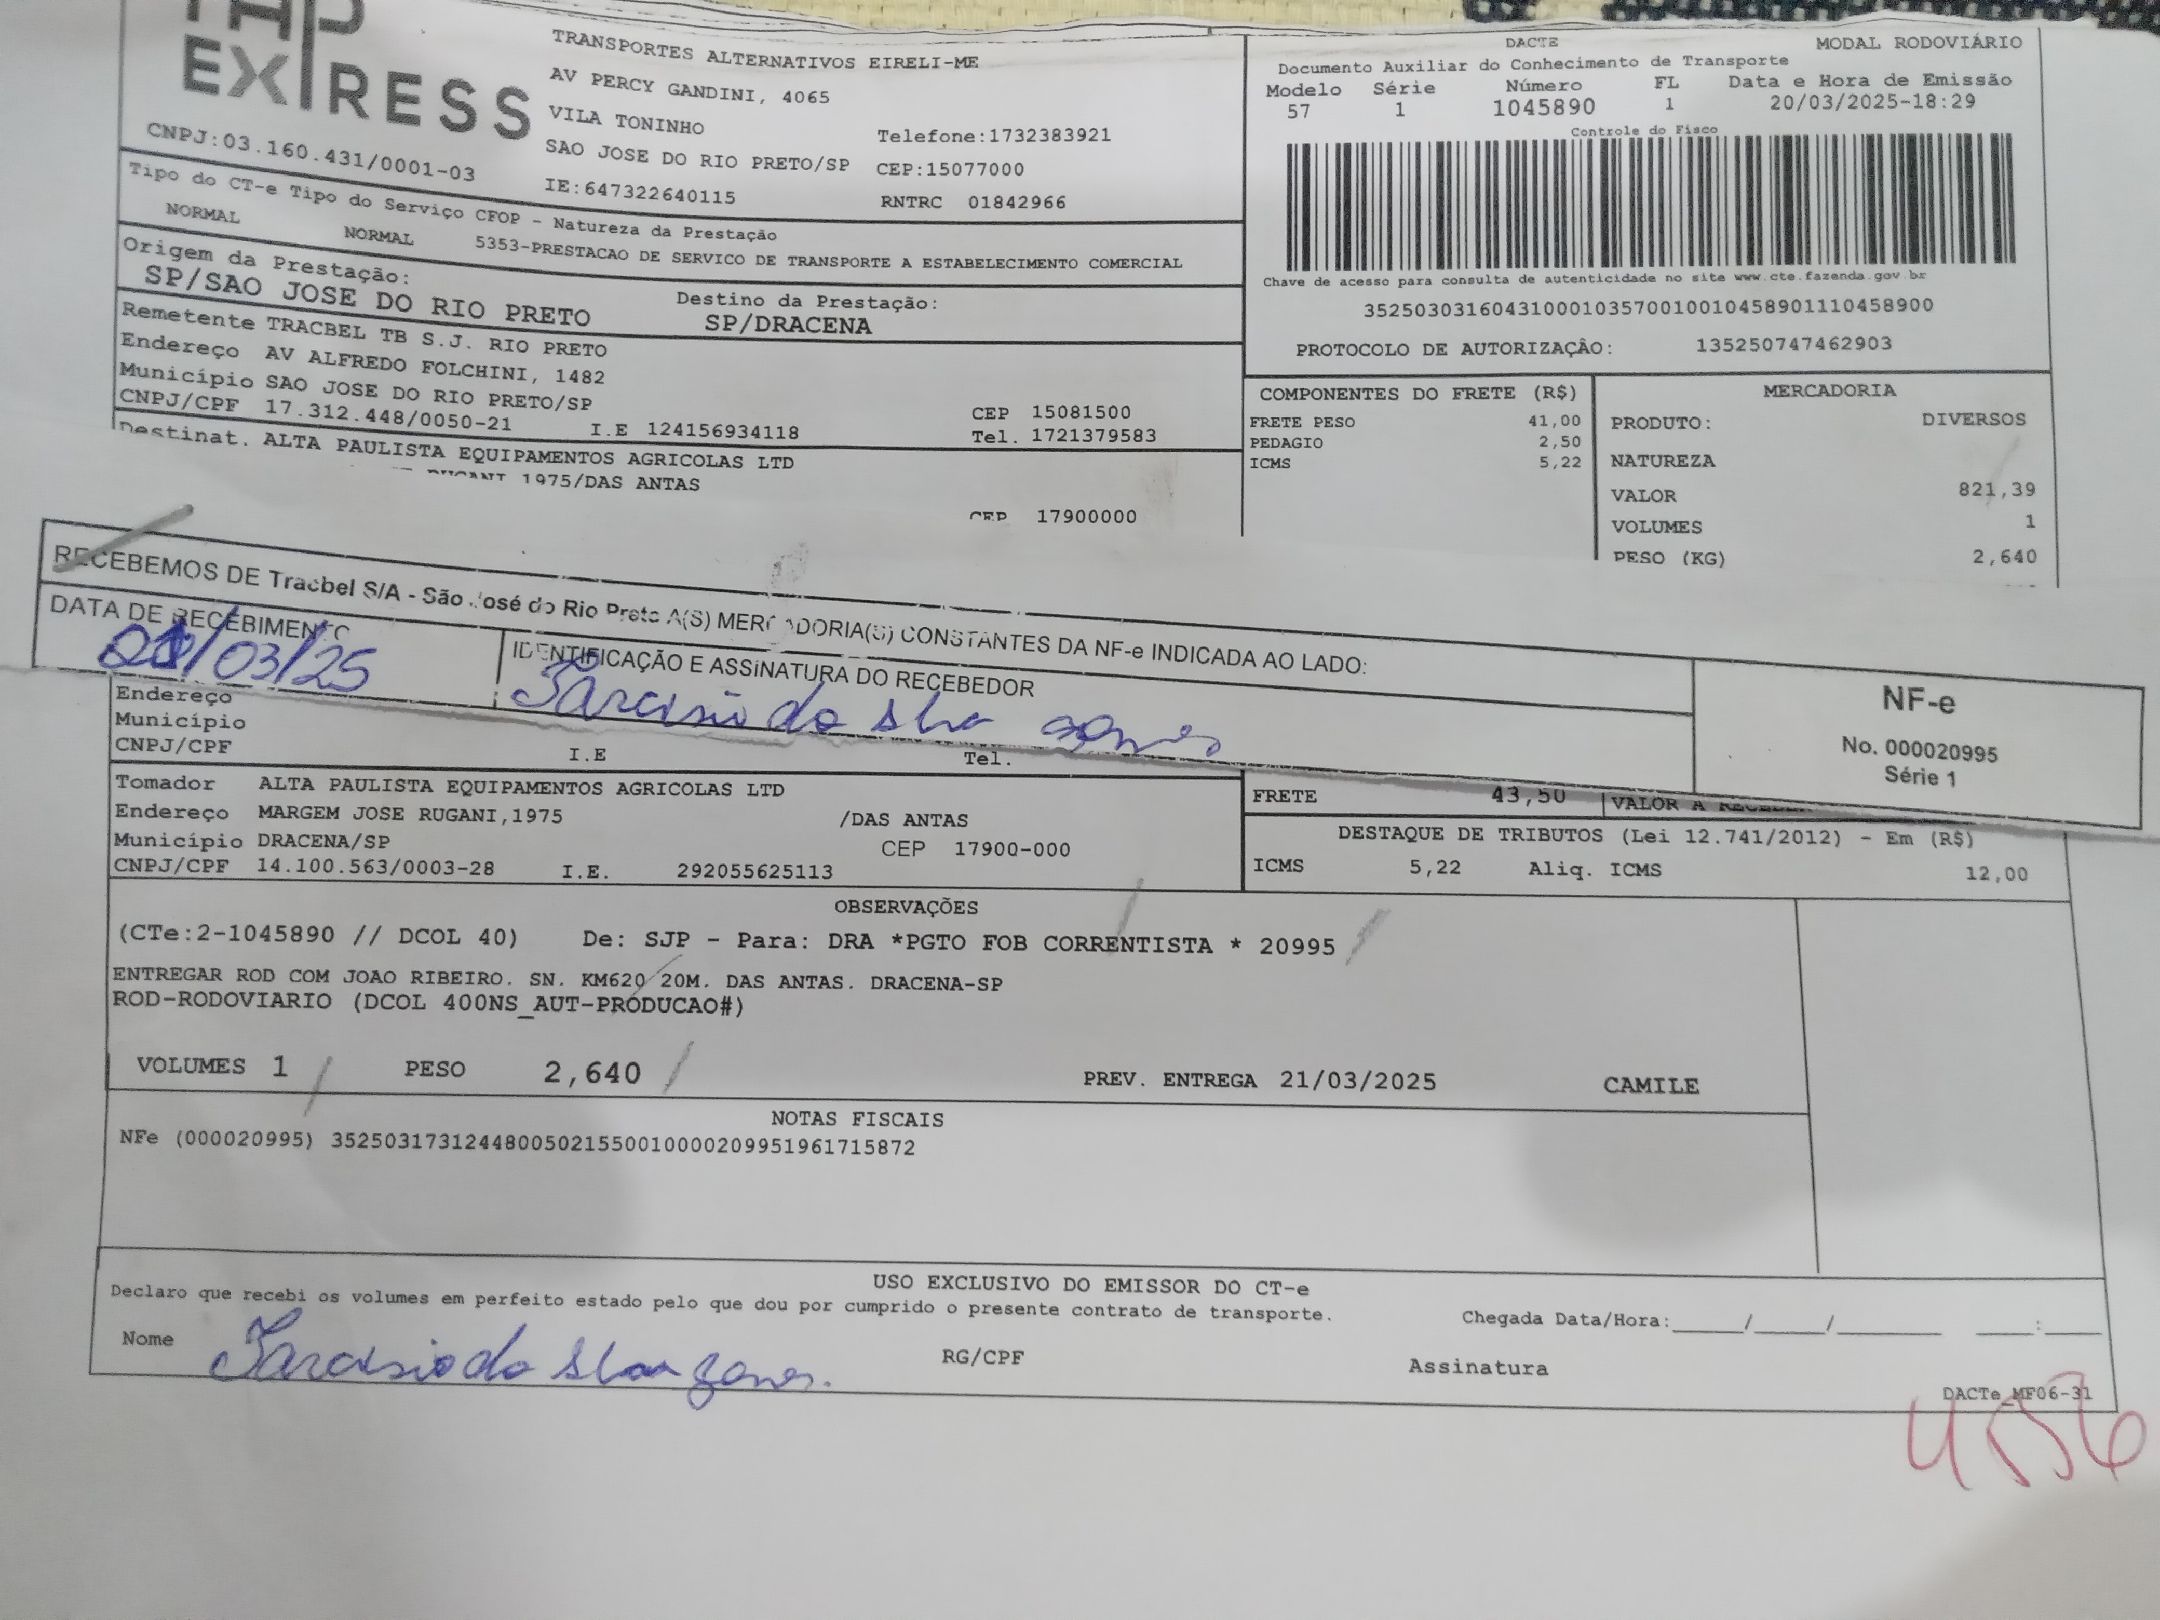 EXPRESS
CNPJ:03.160.431/0001-03
TRANSPORTES ALTERNATIVOS EIRELI-ME
AV PERCY GANDINI, 4065
VILA TONINHO
SAO JOSE DO RIO PRETO/SP
IE:647322640115
Telefone:1732383921
CEP:15077000
RNTRC 01842966
DACTE MODAL RODOVIÁRIO
Documento Auxiliar do Conhecimento de Transporte
Modelo Série Número FL Data e Hora de Emissão
57 1 1045890 1 20/03/2025-18:29
Controle do Fisco
Chave de acesso para consulta de autenticidade no site www.cte.fazenda.gov.br
35250303160431000103570010010458901110458900
PROTOCOLO DE AUTORIZAÇÃO: 135250747462903
Tipo do CT-e Tipo do Serviço CFOP - Natureza da Prestação
NORMAL NORMAL 5353-PRESTACAO DE SERVICO DE TRANSPORTE A ESTABELECIMENTO COMERCIAL
Origem da Prestação: Destino da Prestação:
SP/SAO JOSE DO RIO PRETO SP/DRACENA
Remetente TRACBEL TB S.J. RIO PRETO
Endereço AV ALFREDO FOLCHINI, 1482
Município SAO JOSE DO RIO PRETO/SP CEP 15081500
CNPJ/CPF 17.312.448/0050-21 I.E 124156934118 Tel. 1721379583
Destinat. ALTA PAULISTA EQUIPAMENTOS AGRICOLAS LTD
1975/DAS ANTAS
CEP 17900000
COMPONENTES DO FRETE (R$)
FRETE PESO 41,00
PEDAGIO 2,50
ICMS 5,22
MERCADORIA
PRODUTO: DIVERSOS
NATUREZA
VALOR 821,39
VOLUMES 1
PESO (KG) 2,640
RECEBEMOS DE Tracbel S/A - São José do Rio Preto A(S) MERCADORIA(S) CONSTANTES DA NF-e INDICADA AO LADO:
DATA DE RECEBIMENTO IDENTIFICAÇÃO E ASSINATURA DO RECEBEDOR
/03/25 Tarcisio da
NF-e
No. 000020995
Série 1
Endereço
Município
CNPJ/CPF I.E Tel.
Tomador ALTA PAULISTA EQUIPAMENTOS AGRICOLAS LTD
Endereço MARGEM JOSE RUGANI,1975 /DAS ANTAS
Município DRACENA/SP CEP 17900-000
CNPJ/CPF 14.100.563/0003-28 I.E. 292055625113
FRETE 43,50 VALOR A
DESTAQUE DE TRIBUTOS (Lei 12.741/2012) - Em (R$)
ICMS 5,22 Aliq. ICMS 12,00
OBSERVAÇÕES
(CTe:2-1045890 // DCOL 40) De: SJP - Para: DRA *PGTO FOB CORRENTISTA * 20995
ENTREGAR ROD COM JOAO RIBEIRO. SN. KM620 20M. DAS ANTAS. DRACENA-SP
ROD-RODOVIARIO (DCOL 400NS_AUT-PRODUCAO#)
VOLUMES 1 PESO 2,640 PREV. ENTREGA 21/03/2025 CAMILE
NOTAS FISCAIS
NFe (000020995) 35250317312448005021550010000209951961715872
USO EXCLUSIVO DO EMISSOR DO CT-e
Declaro que recebi os volumes em perfeito estado pelo que dou por cumprido o presente contrato de transporte.
Chegada Data/Hora:_____/_____/_______ ____:____
Nome Tarcisio da RG/CPF Assinatura
DACTe_MF06-31